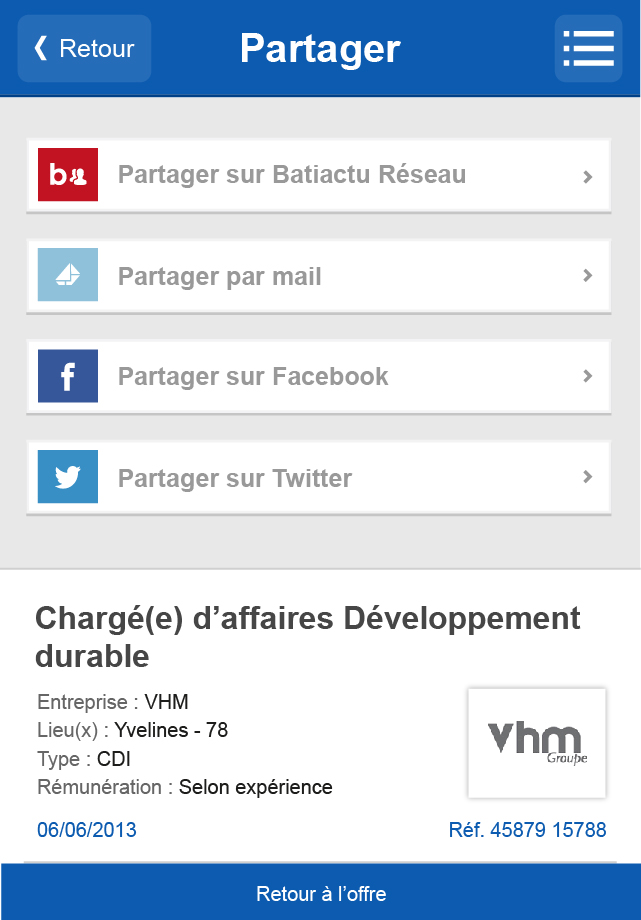 Retour
Partager
b
Partager sur Batiactu Réseau
Partager par mail
f
Partager sur Facebook
Partager sur Twitter
Chargé(e) d’affaires Développement
durable
Entreprise : VHM
Lieu(x) : Yvelines - 78
Type : CDI
Rémunération : Selon expérience
vhm
Groupe
06/06/2013
Réf. 45879 15788
Retour à l’offre